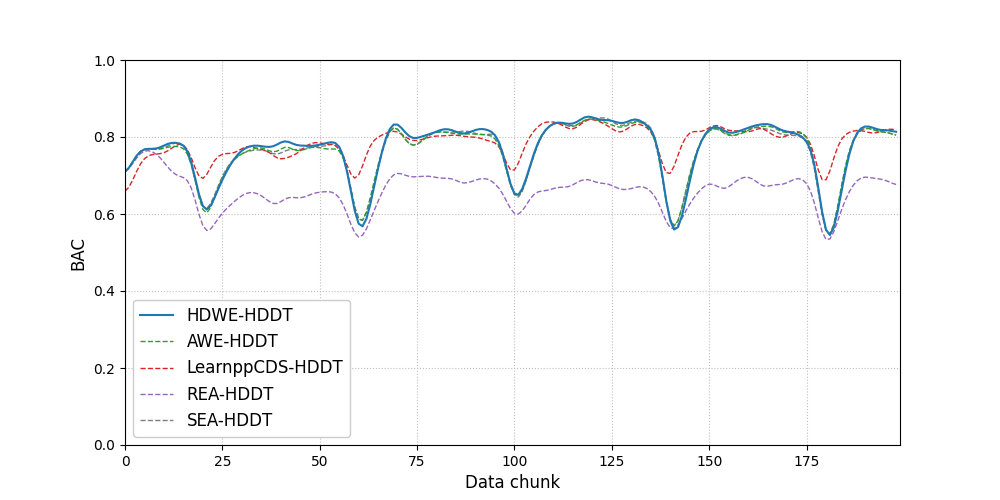 1.0
0.8
0.6
0.4
0.2
0.0
BAC
HDWE-HDDT
AWE-HDDT
LearnppCDS-HDDT
REA-HDDT
SEA-HDDT
0 25 50 75 100 125 150 175
Data chunk